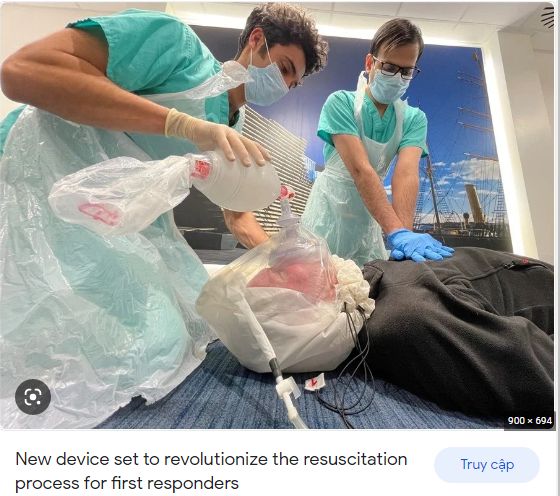 900 × 694
New device set to revolutionize the resuscitation
process for first responders
Truy cập